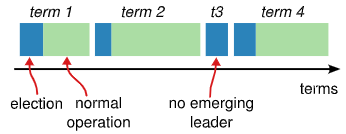 term 1 term 2 t3 term 4
terms
election normal operation no emerging leader